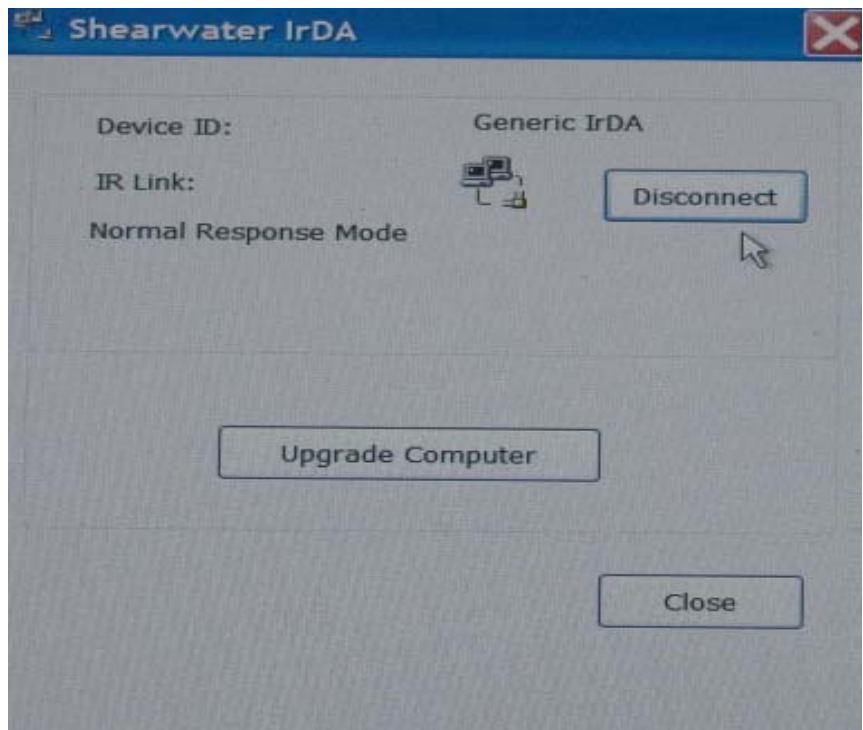 Shearwater IrDA
Device ID: Generic IrDA
IR Link: Disconnect
Normal Response Mode
Upgrade Computer
Close